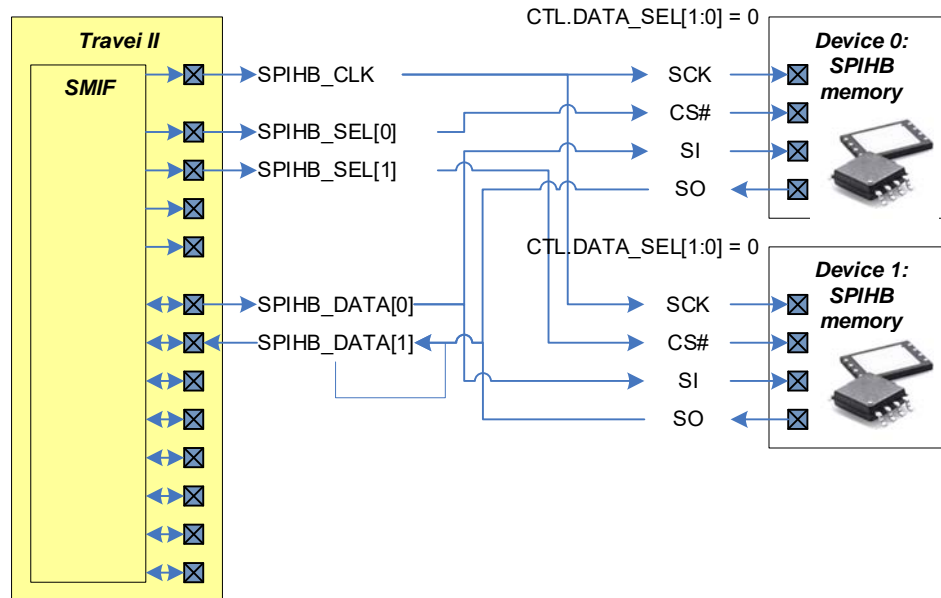 CTL.DATA_SEL[1:0] = 0
Travei II
SMIF
SPIHB_CLK
SPIHB_SEL[0]
SPIHB_SEL[1]
SPIHB_DATA[0]
SPIHB_DATA[1]
SCK
CS#
SI
SO
Device 0:
SPIHB
memory
CTL.DATA_SEL[1:0] = 0
SCK
CS#
SI
SO
Device 1:
SPIHB
memory